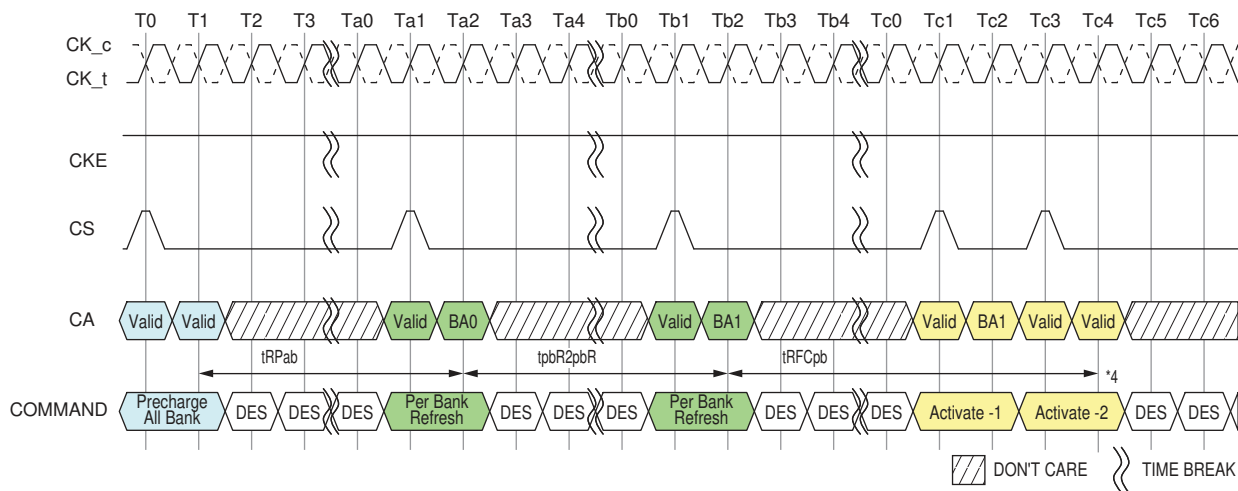 T0 T1 T2 T3 Ta0 Ta1 Ta2 Ta3 Ta4 Tb0 Tb1 Tb2 Tb3 Tb4 Tc0 Tc1 Tc2 Tc3 Tc4 Tc5 Tc6
CK_c
CK_t
CKE
CS
CA Valid Valid Valid BA0 Valid BA1 Valid BA1 Valid Valid
tRPab tpbR2pbR tRFCpb *4
COMMAND Precharge All Bank DES DES DES Per Bank Refresh DES DES DES Per Bank Refresh DES DES DES Activate -1 Activate -2 DES DES
DON'T CARE TIME BREAK